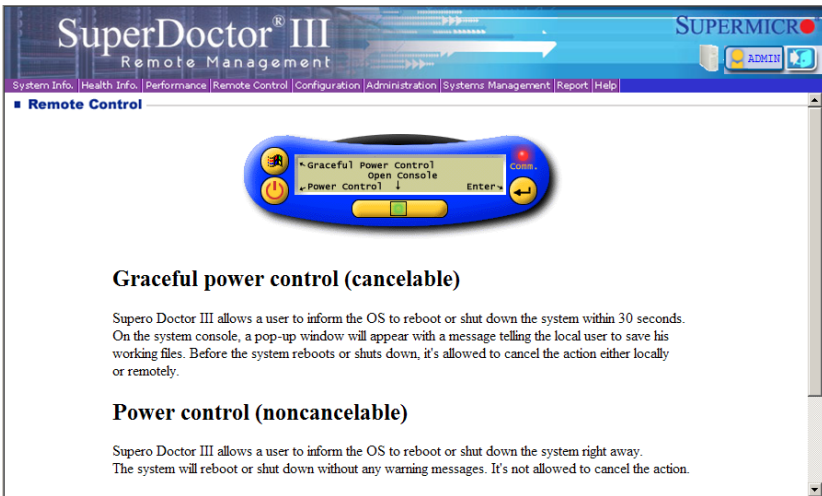 SuperDoctor® III
Remote Management
SUPERMICR
ADMIN
System Info. Health Info. Performance Remote Control Configuration Administration Systems Management Report Help
Remote Control
Graceful Power Control
Open Console
Power Control
Enter
Comm.
Graceful power control (cancelable)
Supero Doctor III allows a user to inform the OS to reboot or shut down the system within 30 seconds.
On the system console, a pop-up window will appear with a message telling the local user to save his
working files. Before the system reboots or shuts down, it's allowed to cancel the action either locally
or remotely.
Power control (noncancelable)
Supero Doctor III allows a user to inform the OS to reboot or shut down the system right away.
The system will reboot or shut down without any warning messages. It's not allowed to cancel the action.